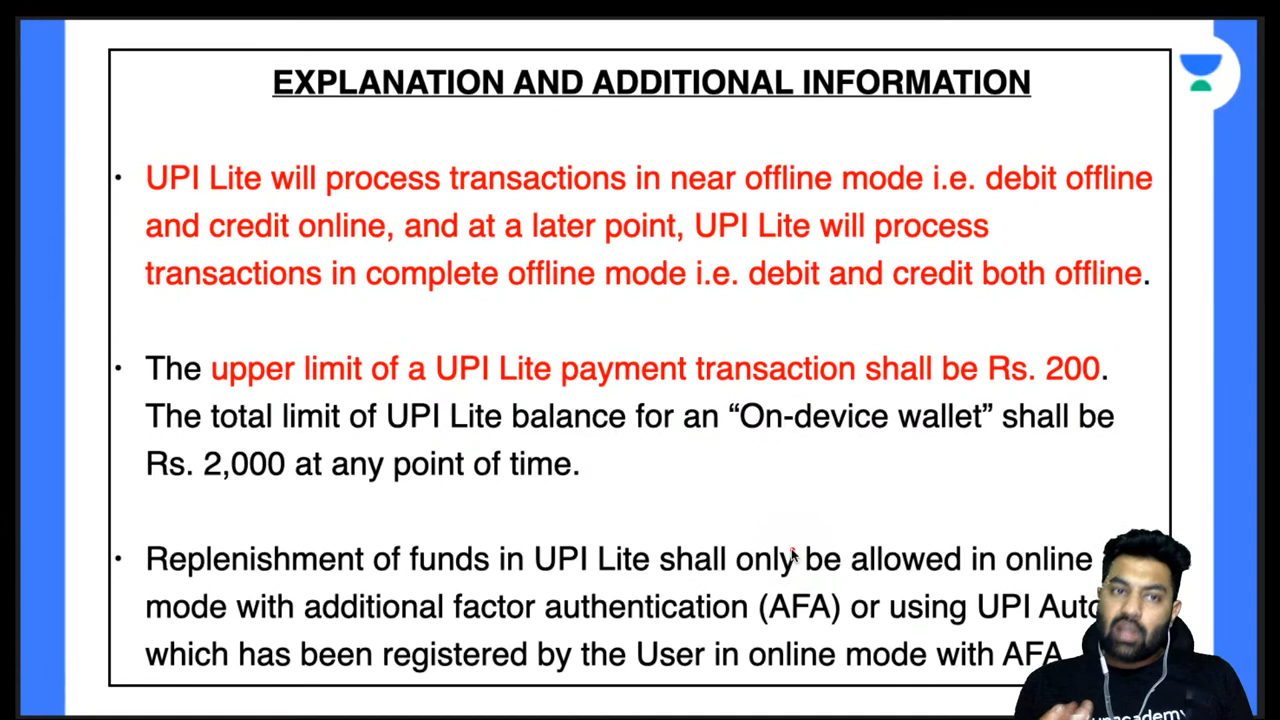 EXPLANATION AND ADDITIONAL INFORMATION
• UPI Lite will process transactions in near offline mode i.e. debit offline
and credit online, and at a later point, UPI Lite will process
transactions in complete offline mode i.e. debit and credit both offline.
• The upper limit of a UPI Lite payment transaction shall be Rs. 200.
The total limit of UPI Lite balance for an “On-device wallet” shall be
Rs. 2,000 at any point of time.
• Replenishment of funds in UPI Lite shall only be allowed in online
mode with additional factor authentication (AFA) or using UPI Auto
which has been registered by the User in online mode with AFA